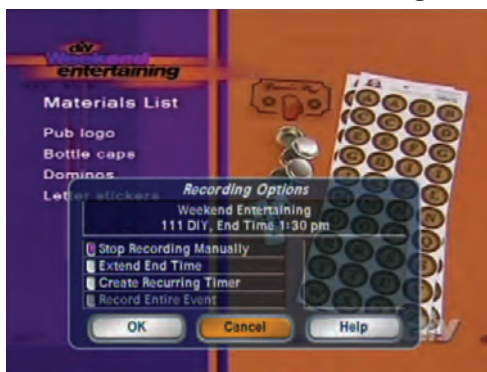 diy
Weekend
entertaining
Materials List
Pub logo
Bottle caps
Dominos
Letter stickers
Recording Options
Weekend Entertaining
111 DIY, End Time 1:30 pm
Stop Recording Manually
Extend End Time
Create Recurring Timer
Record Entire Event
OK
Cancel
Help